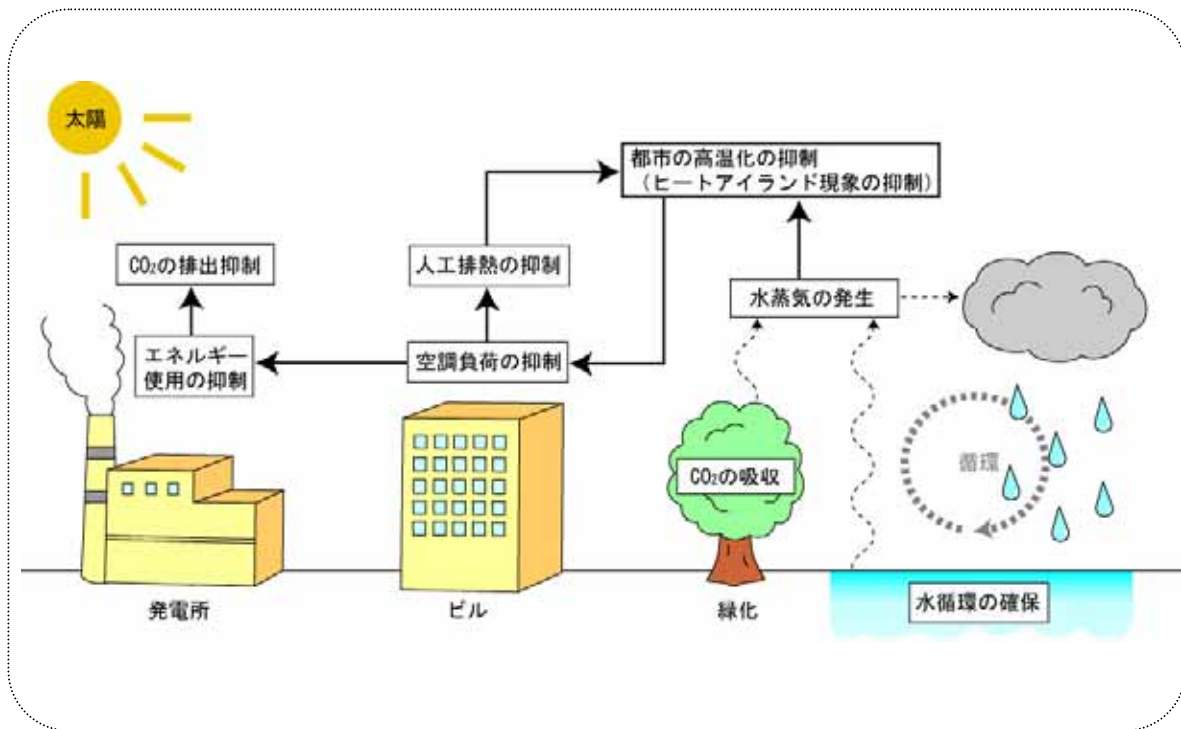 太陽
都市の高温化の抑制
（ヒートアイランド現象の抑制）
CO₂の排出抑制
人工排熱の抑制
水蒸気の発生
エネルギー
使用の抑制
空調負荷の抑制
CO₂の吸収
循環
水循環の確保
発電所
ビル
緑化